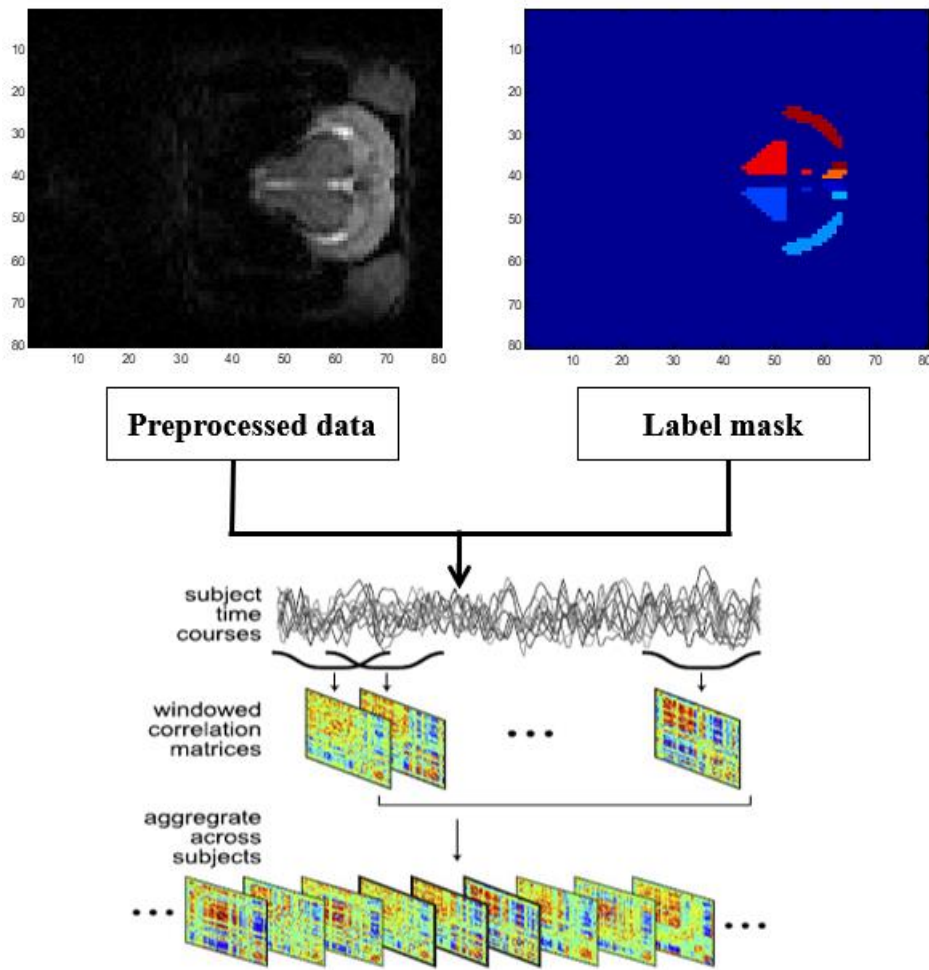 10
20
30
40
50
60
70
80
10 20 30 40 50 60 70 80
10
20
30
40
50
60
70
80
10 20 30 40 50 60 70 80
Preprocessed data
Label mask
subject
time
courses
windowed
correlation
matrices
aggregrate
across
subjects